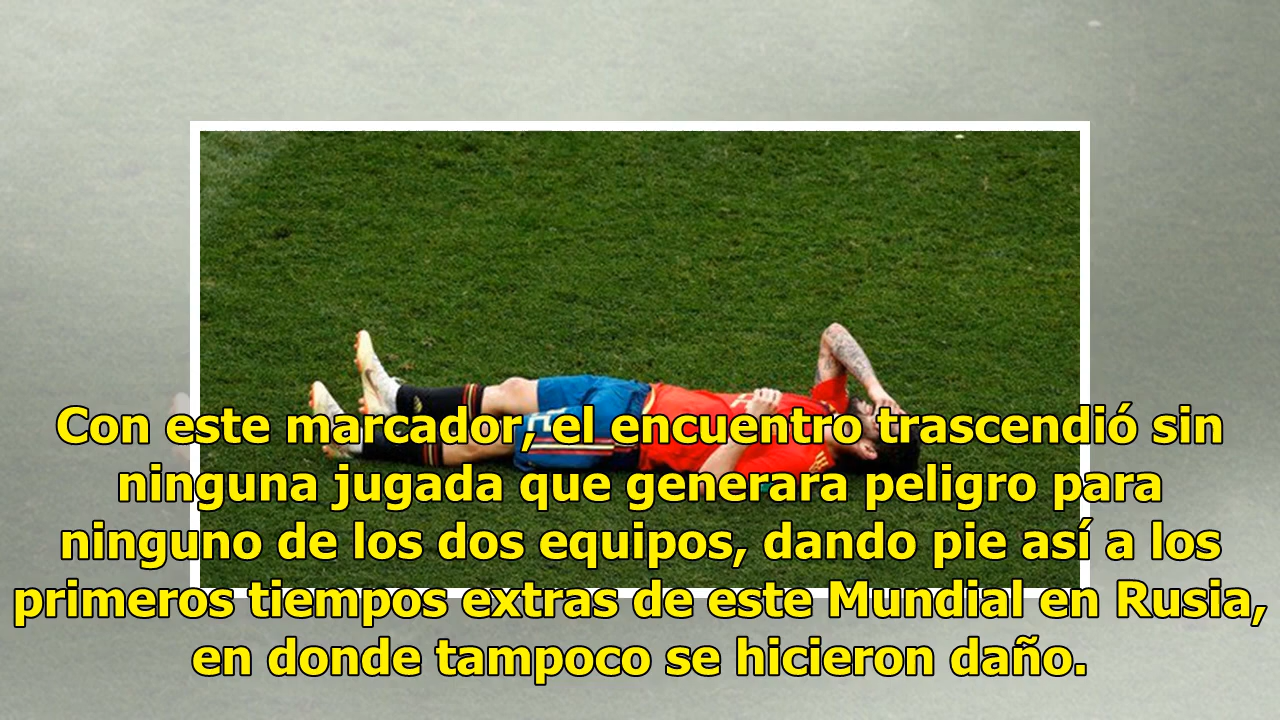 Con este marcador, el encuentro trascendió sin
ninguna jugada que generara peligro para
ninguno de los dos equipos, dando pie así a los
primeros tiempos extras de este Mundial en Rusia,
en donde tampoco se hicieron daño.